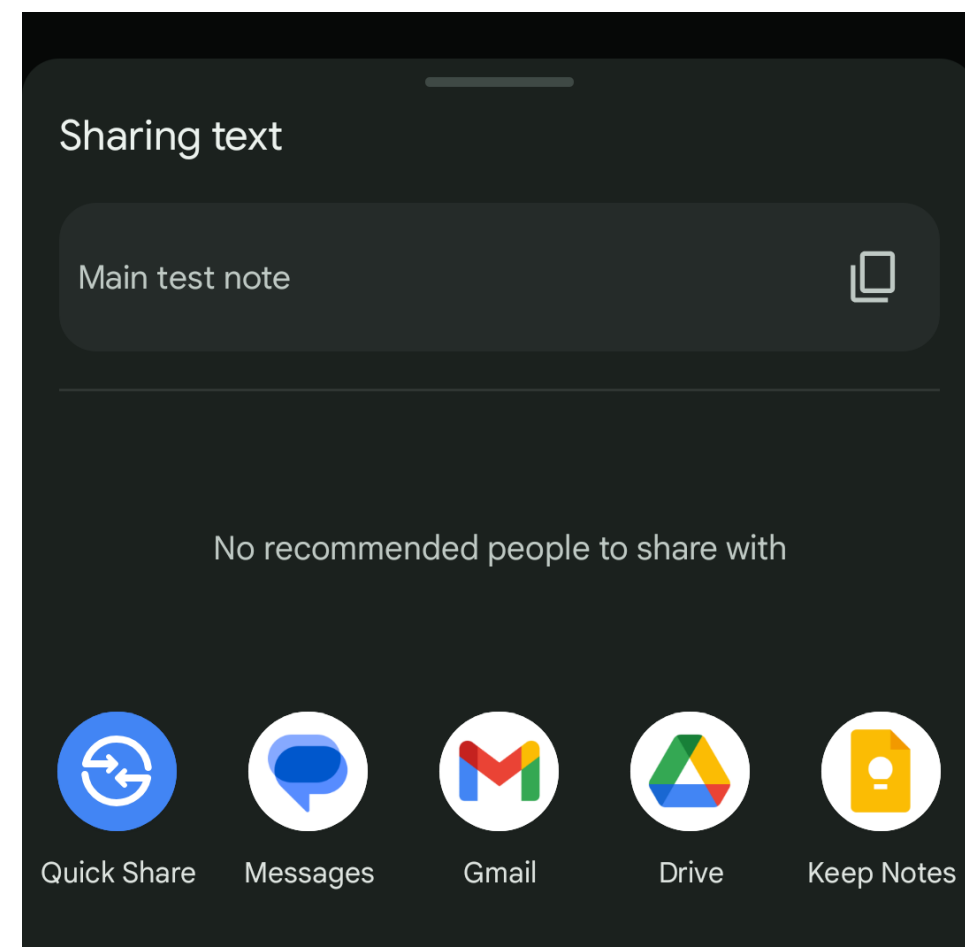 Sharing text
Main test note
No recommended people to share with
Quick Share Messages Gmail Drive Keep Notes